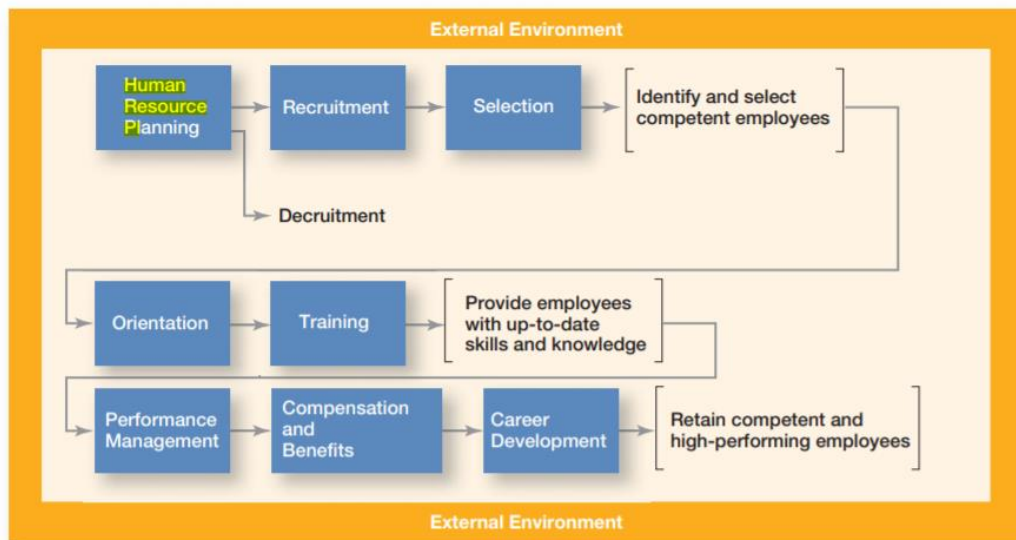 External Environment
Human
Resource
Planning
Recruitment
Selection
Identify and select
competent employees
Decruitment
Orientation
Training
Provide employees
with up-to-date
skills and knowledge
Performance
Management
Compensation
and
Benefits
Career
Development
Retain competent and
high-performing employees
External Environment